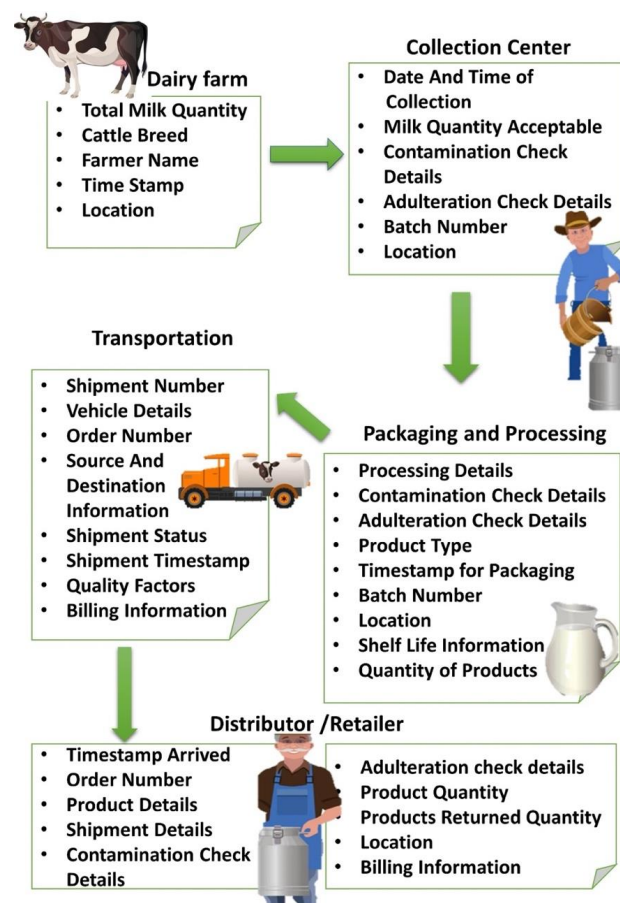 Dairy farm
• Total Milk Quantity
• Cattle Breed
• Farmer Name
• Time Stamp
• Location
Collection Center
• Date And Time of
Collection
• Milk Quantity Acceptable
• Contamination Check
Details
• Adulteration Check Details
• Batch Number
• Location
Transportation
• Shipment Number
• Vehicle Details
• Order Number
• Source And
Destination
Information
• Shipment Status
• Shipment Timestamp
• Quality Factors
• Billing Information
Packaging and Processing
• Processing Details
• Contamination Check Details
• Adulteration Check Details
• Product Type
• Timestamp for Packaging
• Batch Number
• Location
• Shelf Life Information
• Quantity of Products
Distributor /Retailer
• Timestamp Arrived
• Order Number
• Product Details
• Shipment Details
• Contamination Check
Details
• Adulteration check details
• Product Quantity
• Products Returned Quantity
• Location
• Billing Information